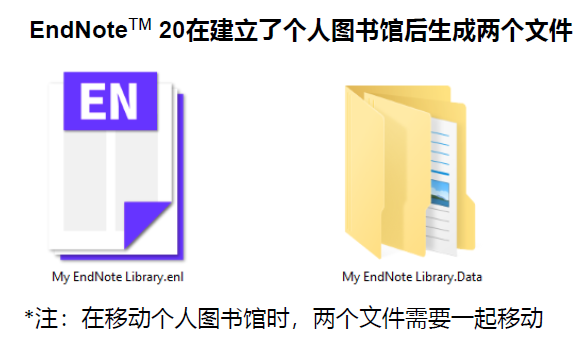 EndNote™ 20在建立了个人图书馆后生成两个文件
EN
My EndNote Library.enl
My EndNote Library.Data
*注：在移动个人图书馆时，两个文件需要一起移动